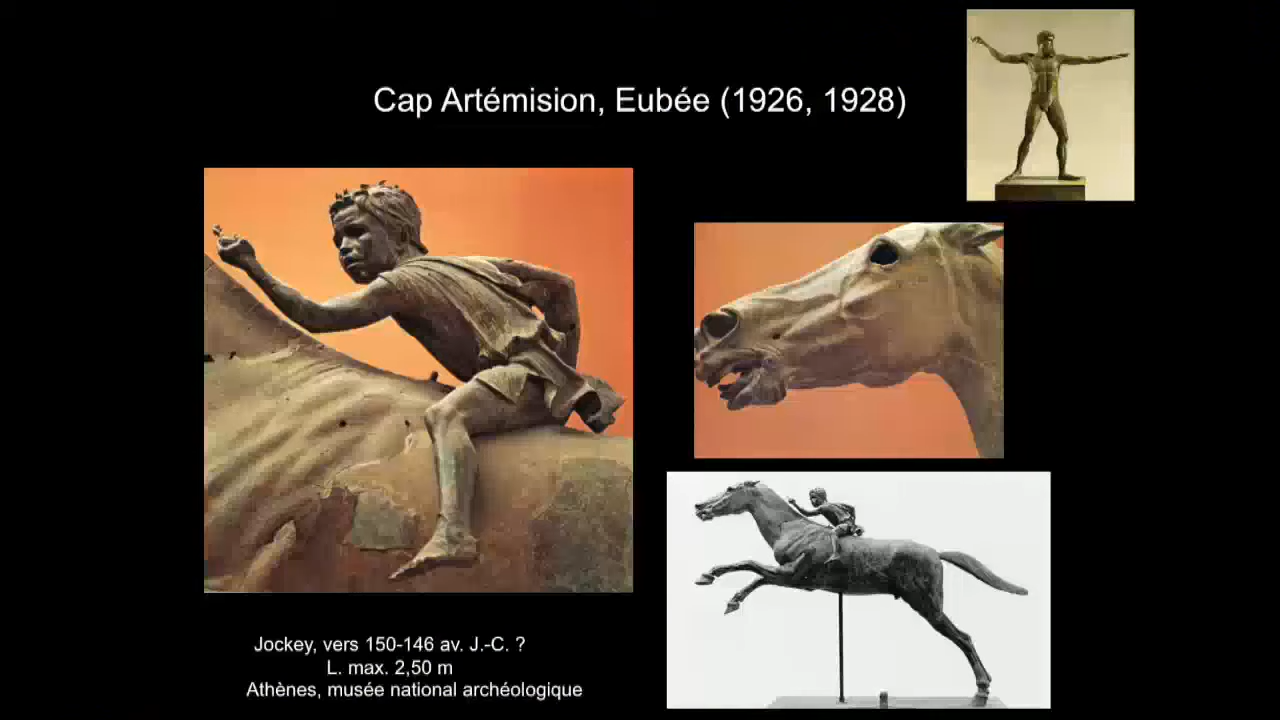 Cap Artémision, Eubée (1926, 1928)
Jockey, vers 150-146 av. J.-C. ?
L. max. 2,50 m
Athènes, musée national archéologique